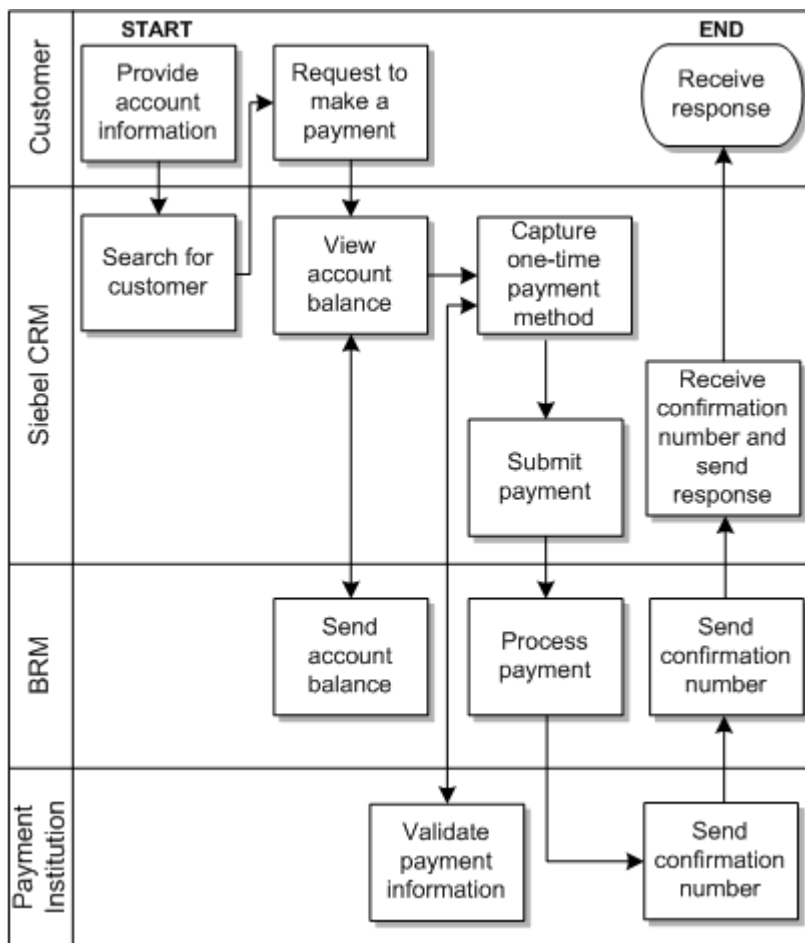 START
END
Customer
Provide
account
information
Request to
make a
payment
Receive
response
Siebel CRM
Search for
customer
View
account
balance
Capture
one-time
payment
method
Submit
payment
Receive
confirmation
number and
send
response
BRM
Send
account
balance
Process
payment
Send
confirmation
number
Payment
Institution
Validate
payment
information
Send
confirmation
number